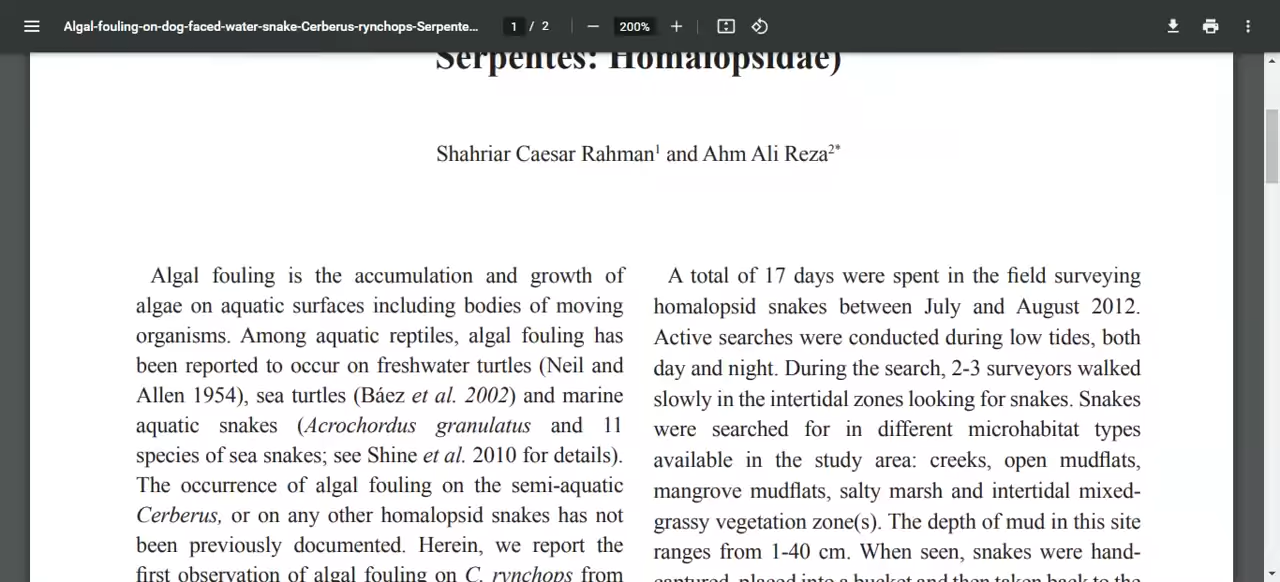 Algal-fouling-on-dog-faced-water-snake-Cerberus-rynchops-Serpente...
1 / 2
200%
Serpentes: Homalopsidae)
Shahriar Caesar Rahman1 and Ahm Ali Reza2*
Algal fouling is the accumulation and growth of
algae on aquatic surfaces including bodies of moving
organisms. Among aquatic reptiles, algal fouling has
been reported to occur on freshwater turtles (Neil and
Allen 1954), sea turtles (Báez et al. 2002) and marine
aquatic snakes (Acrochordus granulatus and 11
species of sea snakes; see Shine et al. 2010 for details).
The occurrence of algal fouling on the semi-aquatic
Cerberus, or on any other homalopsid snakes has not
been previously documented. Herein, we report the
first observation of algal fouling on C. rynchops from
A total of 17 days were spent in the field surveying
homalopsid snakes between July and August 2012.
Active searches were conducted during low tides, both
day and night. During the search, 2-3 surveyors walked
slowly in the intertidal zones looking for snakes. Snakes
were searched for in different microhabitat types
available in the study area: creeks, open mudflats,
mangrove mudflats, salty marsh and intertidal mixed-
grassy vegetation zone(s). The depth of mud in this site
ranges from 1-40 cm. When seen, snakes were hand-
captured, placed into a bucket and then taken back to the